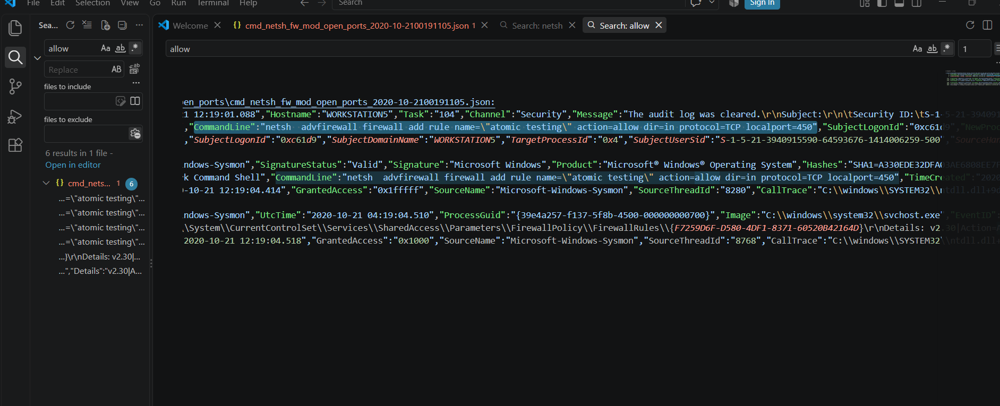 File Edit Selection View Go Run Terminal Help Search Sign In
Sea...
Welcome
{} cmd_netsh_fw_mod_open_ports_2020-10-2100191105.json 1
Search: netsh
Search: allow
allow Aa ab .*
allow Aa ab .* 1
Replace AB
files to include
files to exclude
6 results in 1 file -
Open in editor
{} cmd_nets... 1 6
...=\"atomic testing\"...
...=\"atomic testing\"...
...=\"atomic testing\"...
...=\"atomic testing\"...
...}\r\nDetails: v2.30|...
...","Details":"v2.30|A...
en_ports\cmd_netsh_fw_mod_open_ports_2020-10-2100191105.json:
1 12:19:01.088","Hostname":"WORKSTATION5","Task":"104","Channel":"Security","Message":"The audit log was cleared.\r\nSubject:\r\n\tSecurity ID:\tS-1-5-21-394091
,"CommandLine":"netsh  advfirewall firewall add rule name=\"atomic testing\" action=allow dir=in protocol=TCP localport=450","SubjectLogonId":"0xc61d9","NewProc
,"SubjectLogonId":"0xc61d9","SubjectDomainName":"WORKSTATION5","TargetProcessId":"0x4","SubjectUserSid":"S-1-5-21-3940915590-64593676-1414006259-500","SourceHan
ndows-Sysmon","SignatureStatus":"Valid","Signature":"Microsoft Windows","Product":"Microsoft® Windows® Operating System","Hashes":"SHA1=A330EDE32DFA
rk Command Shell","CommandLine":"netsh  advfirewall firewall add rule name=\"atomic testing\" action=allow dir=in protocol=TCP localport=450","TimeCreated":"2020
-10-21 12:19:04.414","GrantedAccess":"0x1fffff","SourceName":"Microsoft-Windows-Sysmon","SourceThreadId":"8280","CallTrace":"C:\\windows\\SYSTEM32\\ntdll.dll+9
ndows-Sysmon","UtcTime":"2020-10-21 04:19:04.510","ProcessGuid":"{39e4a257-f137-5f8b-4500-000000000700}","Image":"C:\\windows\\system32\\svchost.exe","EventID":
\\System\\CurrentControlSet\\Services\\SharedAccess\\Parameters\\FirewallPolicy\\FirewallRules\\{F7259D6F-D580-4DF1-8371-60520B42164D}\r\nDetails: v2.30|Action=A
2020-10-21 12:19:04.518","GrantedAccess":"0x1000","SourceName":"Microsoft-Windows-Sysmon","SourceThreadId":"8768","CallTrace":"C:\\windows\\SYSTEM32\\ntdll.dll+